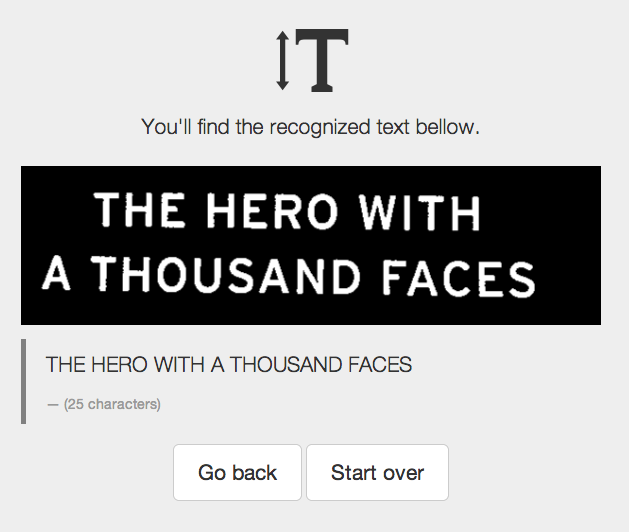 T
You'll find the recognized text bellow.
THE HERO WITH
A THOUSAND FACES
THE HERO WITH A THOUSAND FACES
— (25 characters)
Go back
Start over